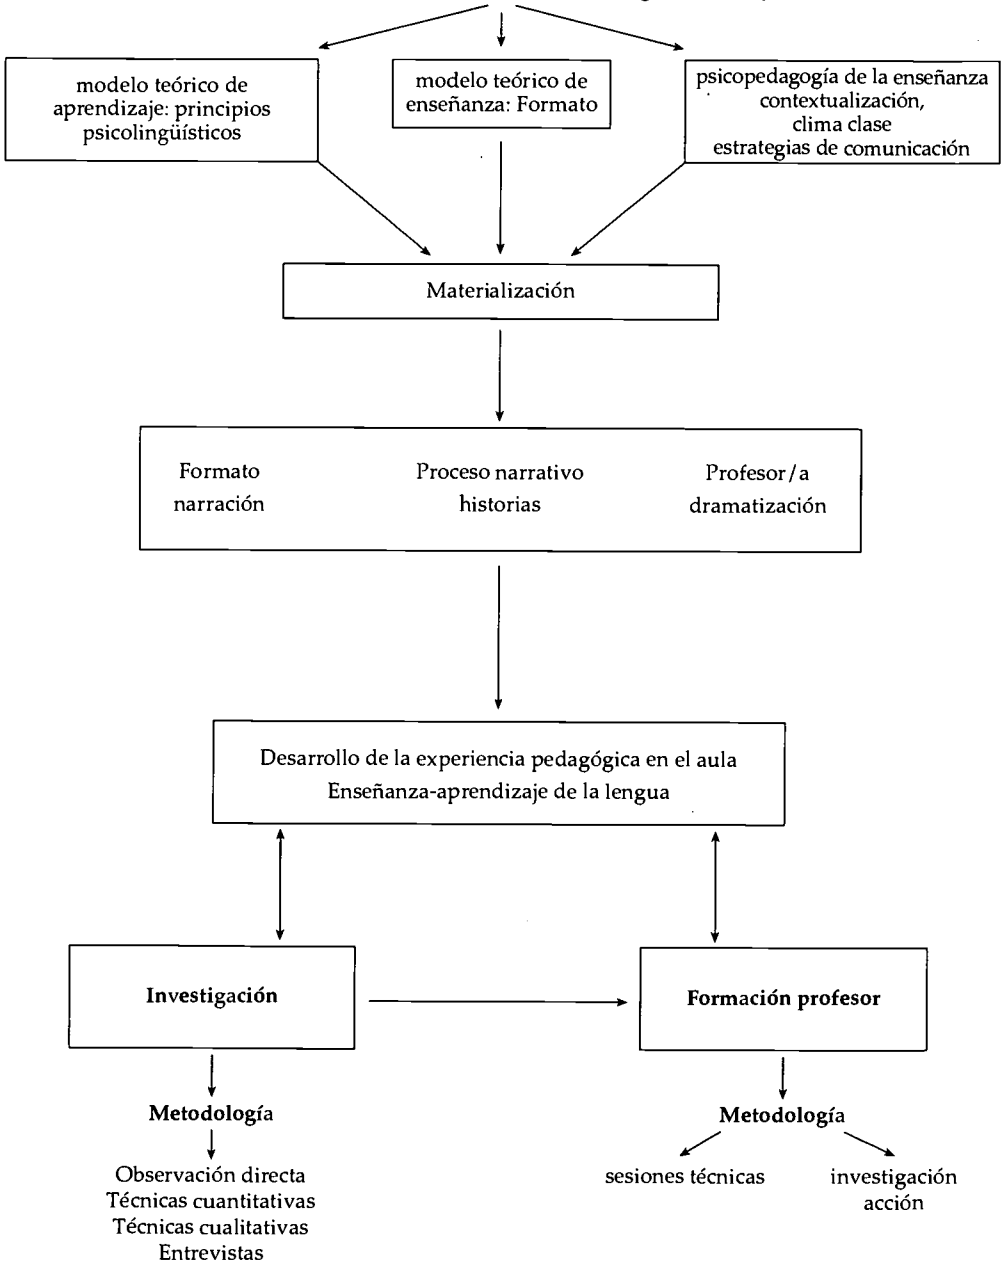 modelo teórico de
aprendizaje: principios
psicolingüísticos
modelo teórico de
enseñanza: Formato
psicopedagogía de la enseñanza
contextualización,
clima clase
estrategias de comunicación
Materialización
Formato
narración
Proceso narrativo
historias
Profesor/a
dramatización
Desarrollo de la experiencia pedagógica en el aula
Enseñanza-aprendizaje de la lengua
Investigación
Formación profesor
Metodología
Observación directa
Técnicas cuantitativas
Técnicas cualitativas
Entrevistas
Metodología
sesiones técnicas
investigación
acción